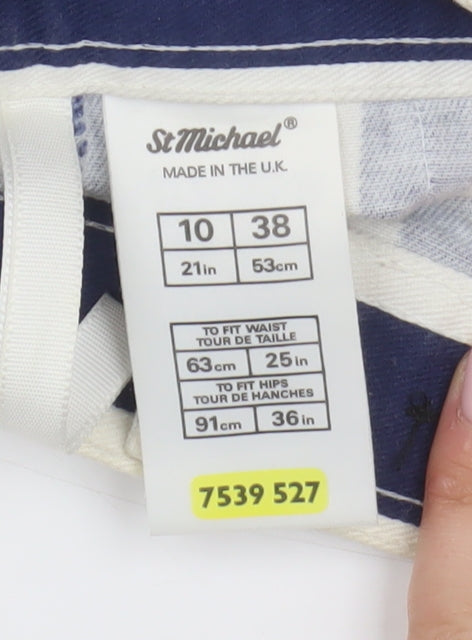 St Michael®
MADE IN THE U.K.
10 38
21in 53cm
TO FIT WAIST
TOUR DE TAILLE
63cm 25in
TO FIT HIPS
TOUR DE HANCHES
91cm 36in
7539 527